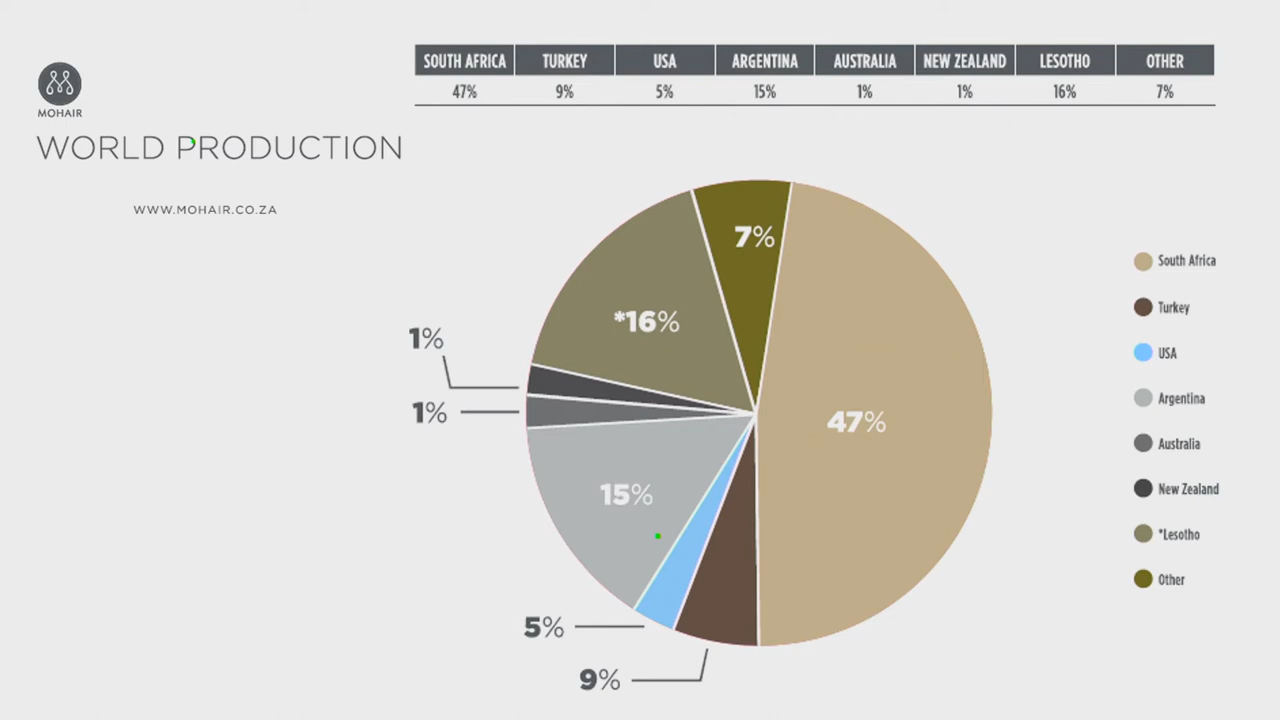 SOUTH AFRICA TURKEY USA ARGENTINA AUSTRALIA NEW ZEALAND LESOTHO OTHER
47% 9% 5% 15% 1% 1% 16% 7%
MOHAIR
WORLD PRODUCTION
WWW.MOHAIR.CO.ZA
7%
*16%
1%
1%
47%
15%
5%
9%
South Africa
Turkey
USA
Argentina
Australia
New Zealand
*Lesotho
Other